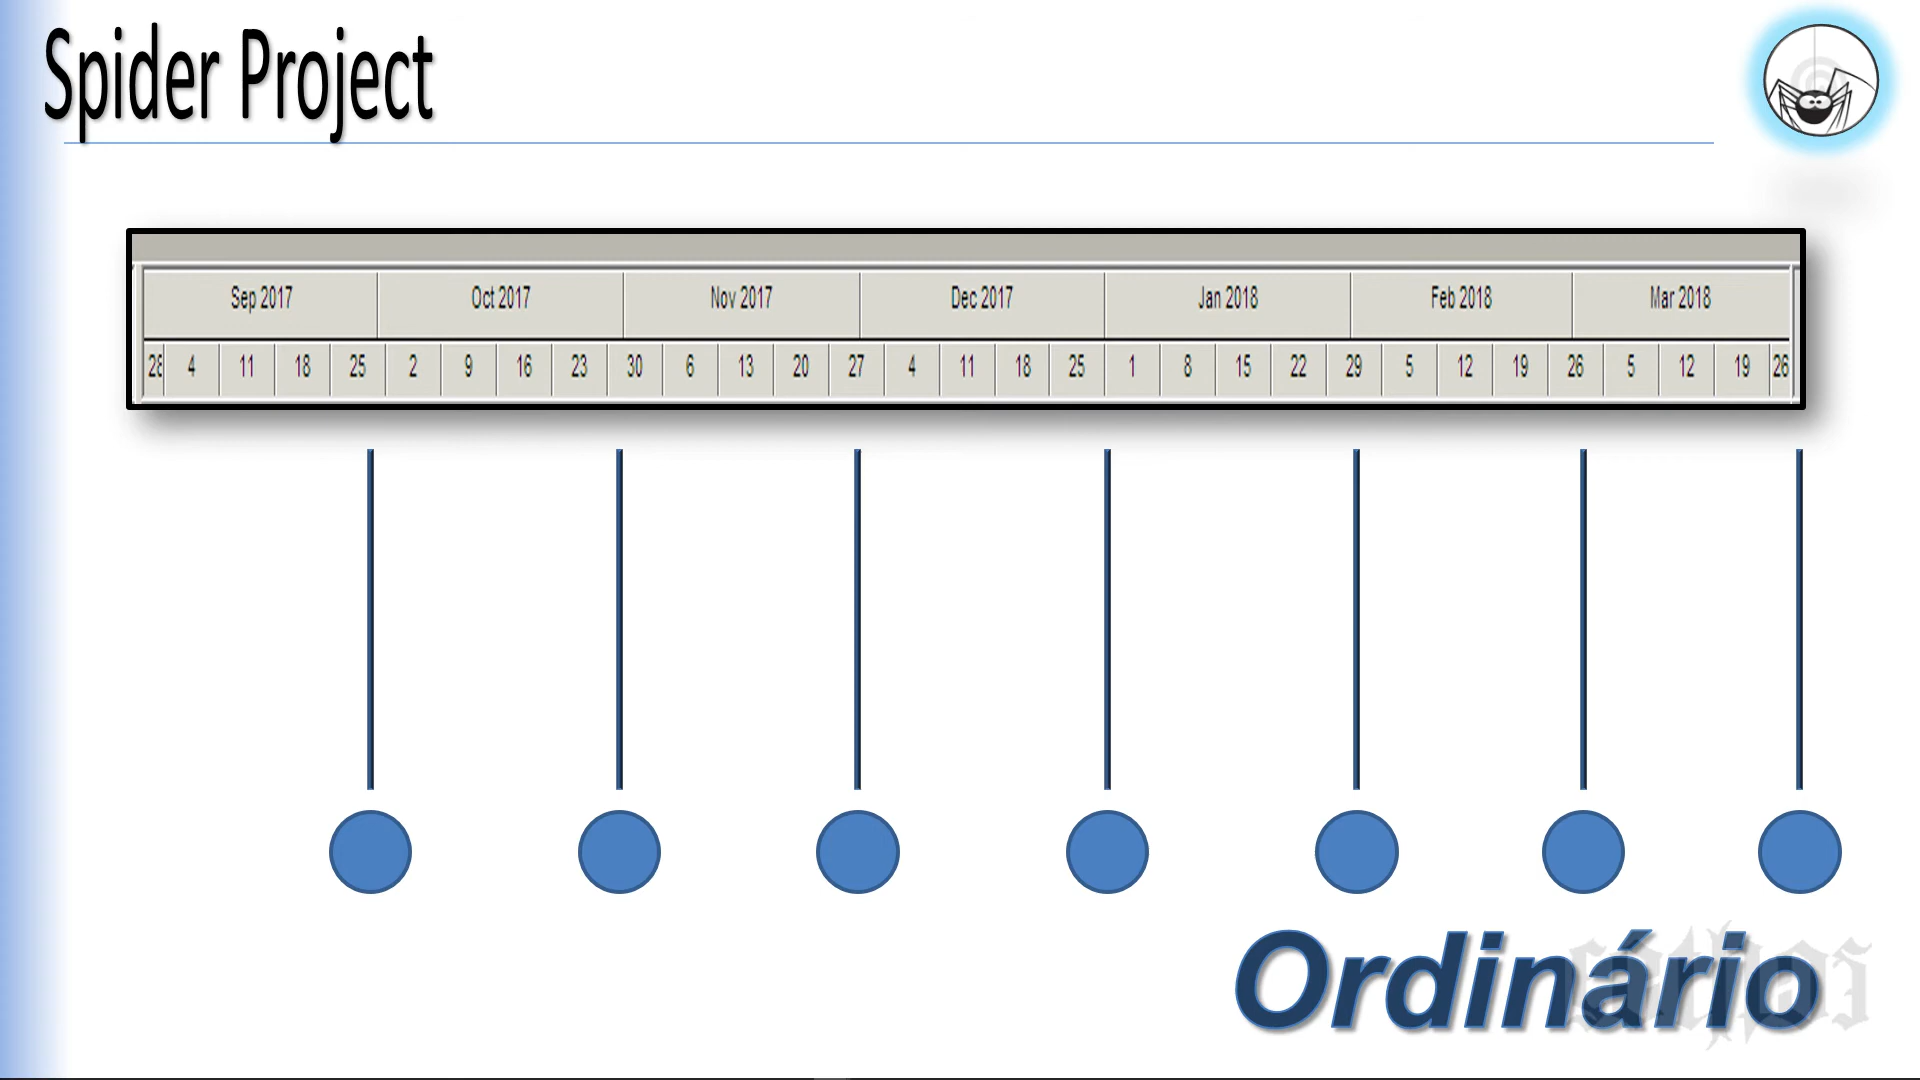 Spider Project
Sep 2017 Oct 2017 Nov 2017 Dec 2017 Jan 2018 Feb 2018 Mar 2018
28 4 11 18 25 2 9 16 23 30 6 13 20 27 4 11 18 25 1 8 15 22 29 5 12 19 26 5 12 19 26
Ordinário